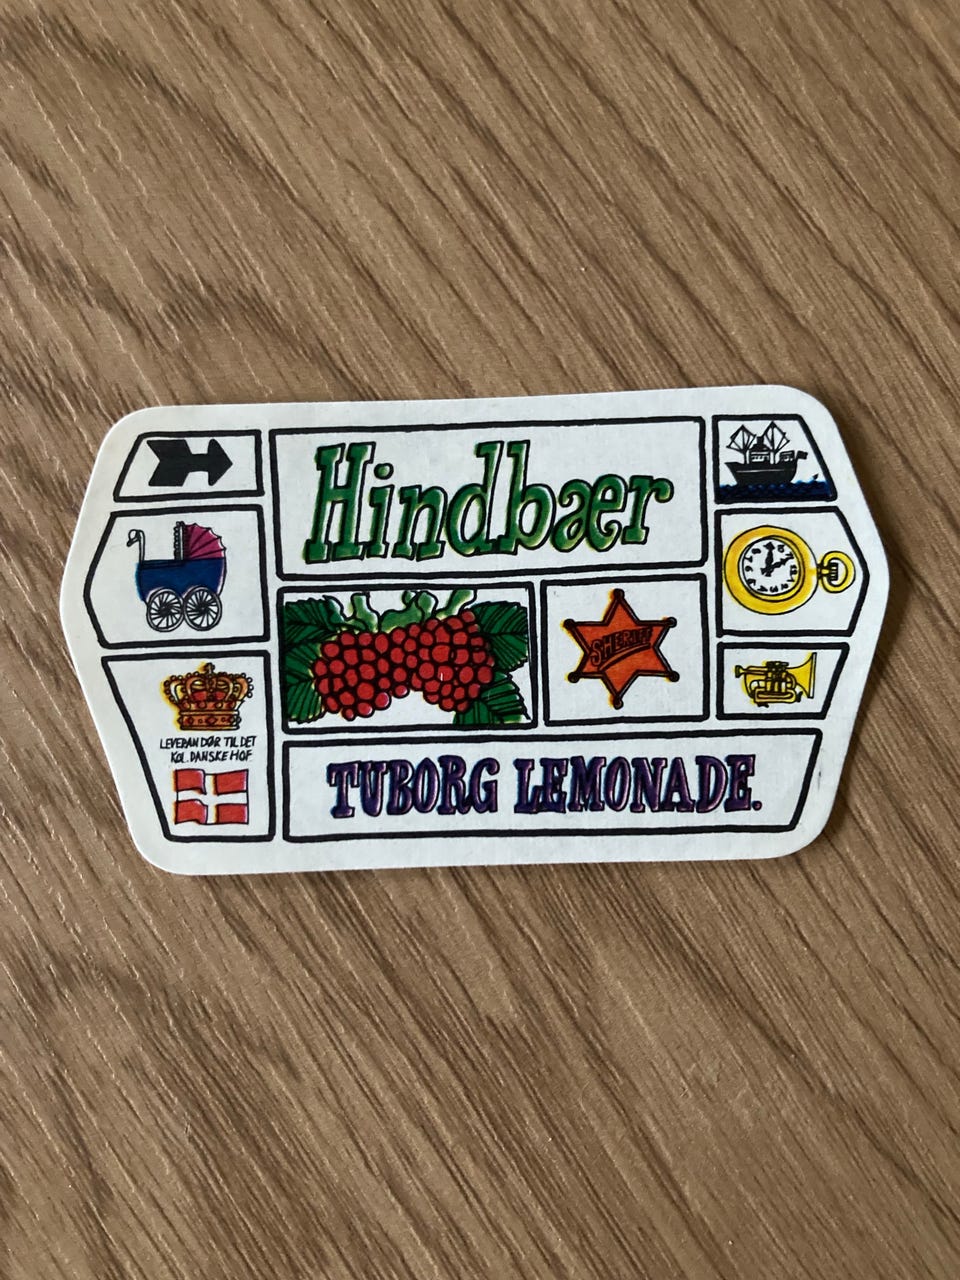 Hindbær
SHERIFF
LEVERANDØR TIL DET
KGL. DANSKE HOF
TUBORG LEMONADE.